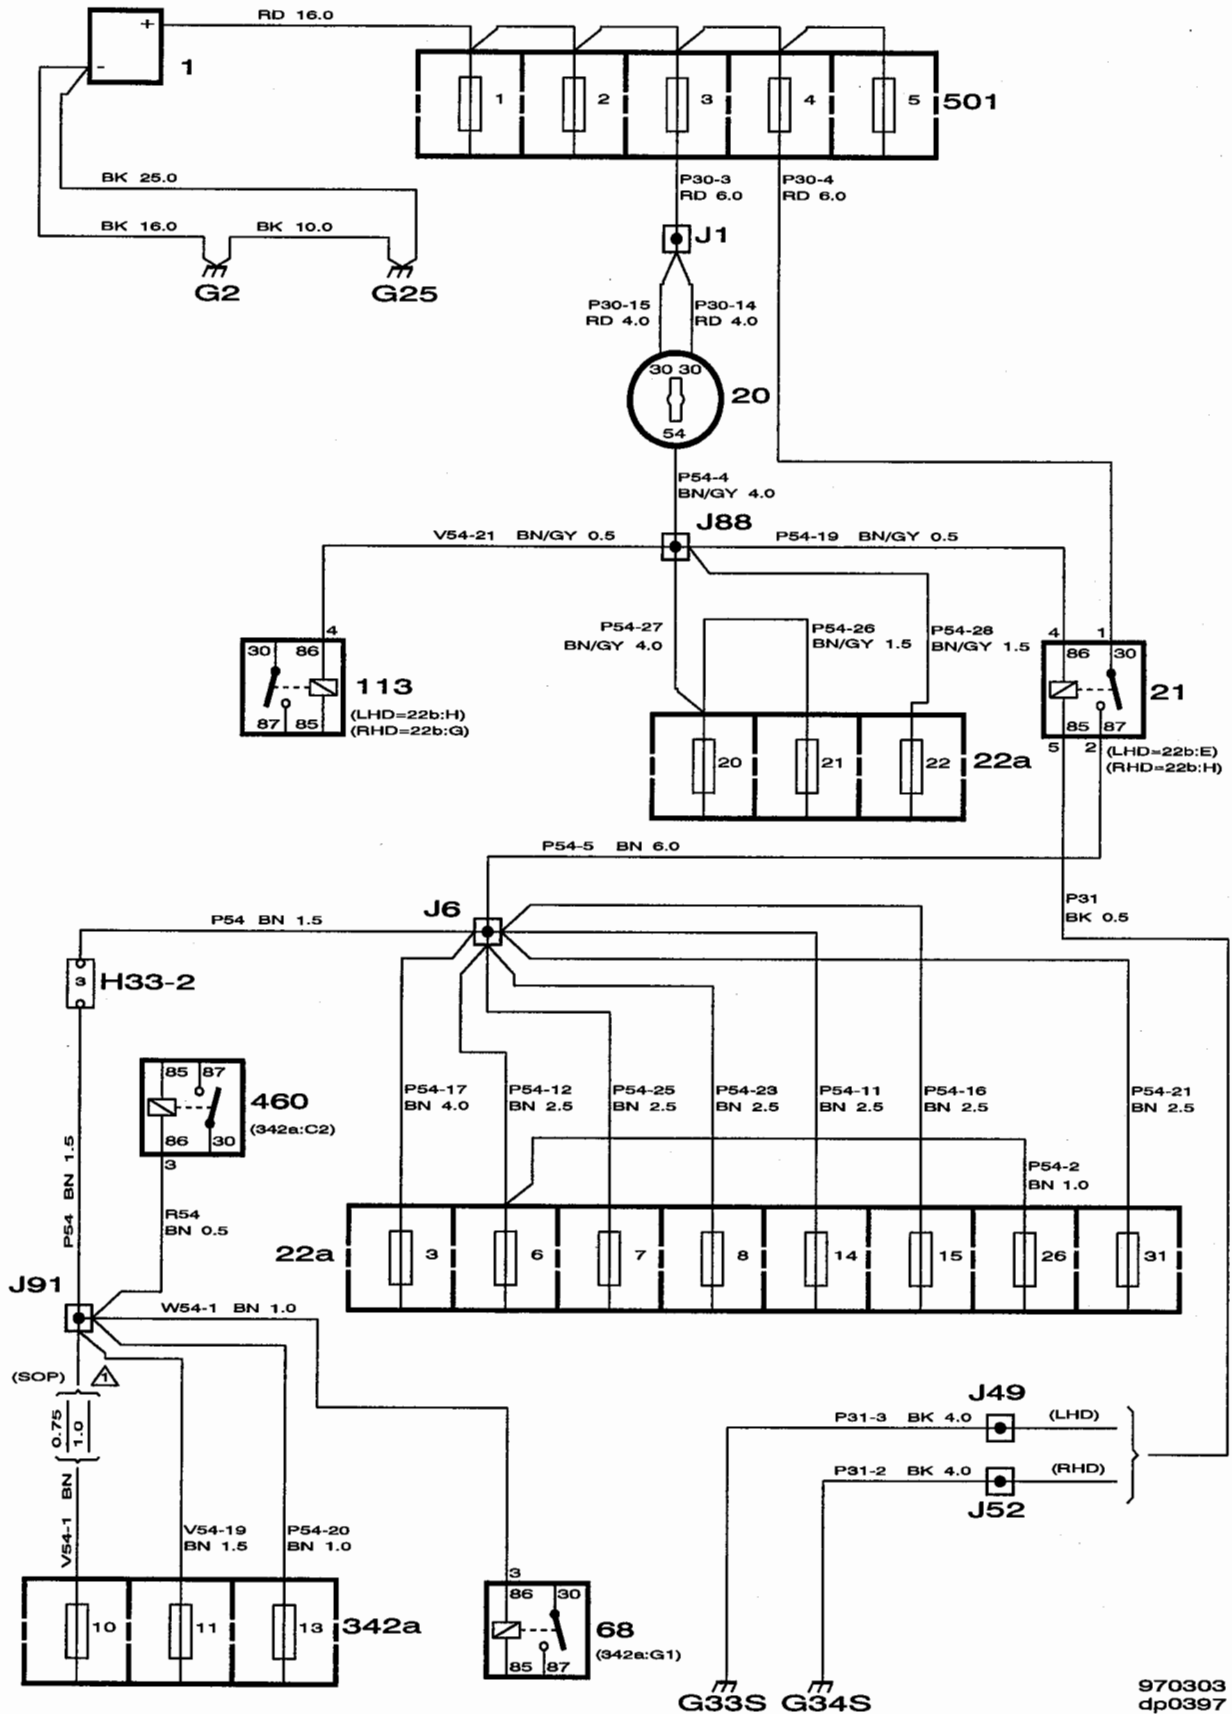 RD 16.0
+
-
1
1
2
3
4
5
501
BK 25.0
P30-3
RD 6.0
P30-4
RD 6.0
BK 16.0
BK 10.0
J1
G2
G25
P30-15
RD 4.0
P30-14
RD 4.0
30 30
20
54
P54-4
BN/GY 4.0
J88
V54-21 BN/GY 0.5
P54-19 BN/GY 0.5
P54-27
BN/GY 4.0
P54-26
BN/GY 1.5
P54-28
BN/GY 1.5
4
30 86
113
87 85
(LHD=22b:H)
(RHD=22b:G)
4 1
86 30
21
85 87
5 2
(LHD=22b:E)
(RHD=22b:H)
20
21
22
22a
P54-5 BN 6.0
P31
BK 0.5
J6
P54 BN 1.5
3
H33-2
85 87
460
(342a:C2)
86 30
3
P54-17
BN 4.0
P54-12
BN 2.5
P54-25
BN 2.5
P54-23
BN 2.5
P54-11
BN 2.5
P54-16
BN 2.5
P54-21
BN 2.5
P54-2
BN 1.0
P54 BN 1.5
R54
BN 0.5
22a
3
6
7
8
14
15
26
31
J91
W54-1 BN 1.0
(SOP)
1
0.75
1.0
V54-1 BN
V54-19
BN 1.5
P54-20
BN 1.0
J49
P31-3 BK 4.0
(LHD)
P31-2 BK 4.0
(RHD)
J52
10
11
13
342a
3
86 30
68
(342a:G1)
85 87
G33S
G34S
970303
dp0397